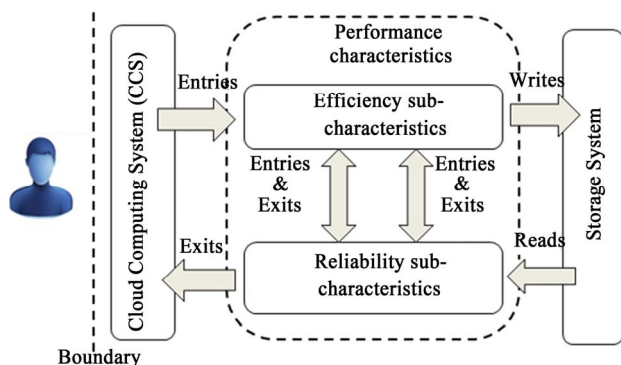 Performance
characteristics
Cloud Computing System (CCS)
Entries
Efficiency sub-
characteristics
Writes
Storage System
Entries
&
Exits
Entries
&
Exits
Exits
Reliability sub-
characteristics
Reads
Boundary